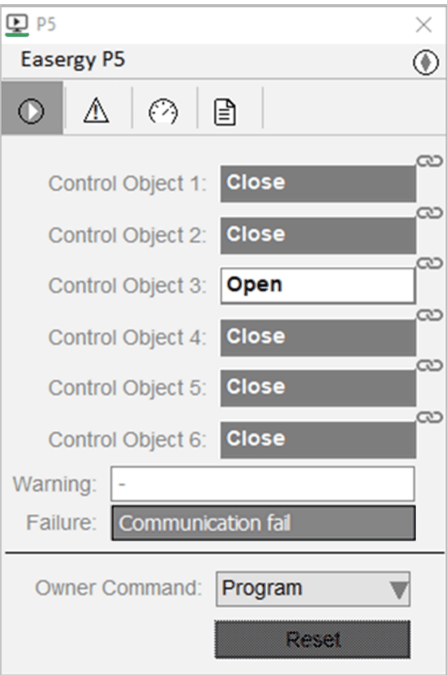 P5
Easergy P5
Control Object 1: Close
Control Object 2: Close
Control Object 3: Open
Control Object 4: Close
Control Object 5: Close
Control Object 6: Close
Warning: -
Failure: Communication fail
Owner Command: Program
Reset